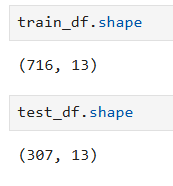 train_df.shape
(716, 13)
test_df.shape
(307, 13)